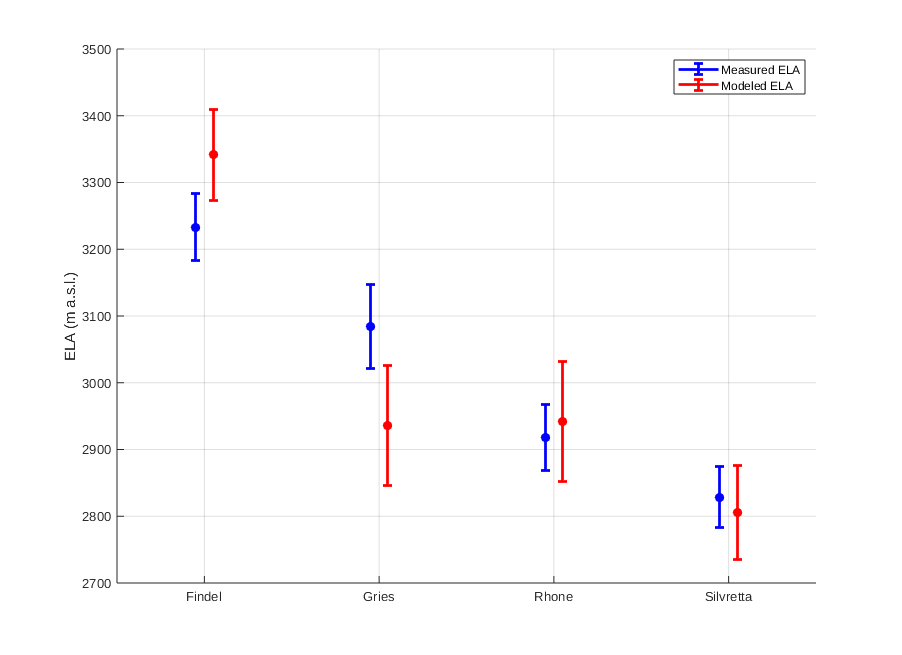 3500
3400
3300
3200
3100
3000
2900
2800
2700
ELA (m a.s.l.)
Measured ELA
Modeled ELA
Findel
Gries
Rhone
Silvretta